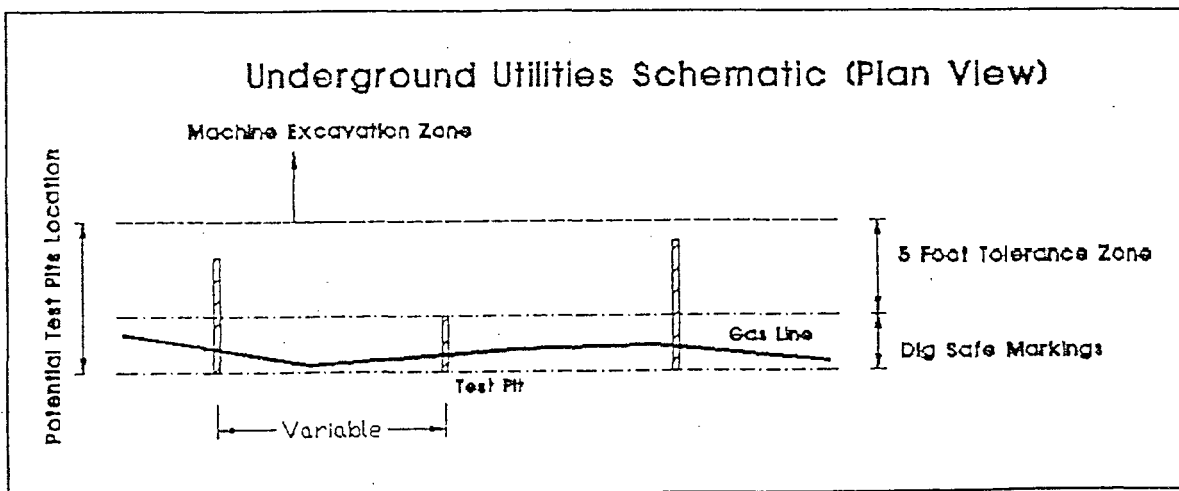 Underground Utilities Schematic (Plan View)
Machine Excavation Zone
Potential Test Pits Location
5 Foot Tolerance Zone
Gas Line
Dig Safe Markings
Test Pit
Variable